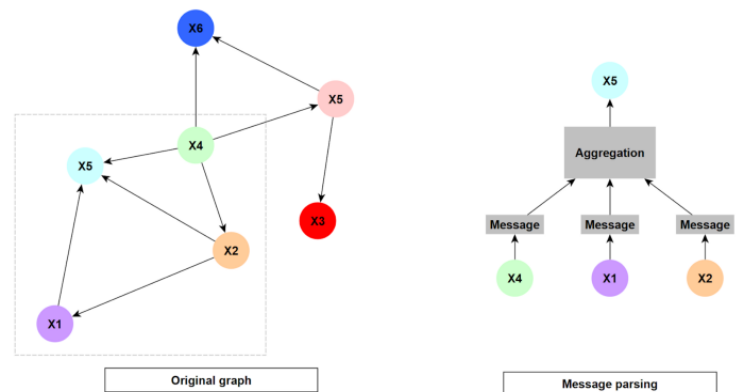 X6
X5
X4
X5
X3
X2
X1
Original graph
X5
Aggregation
Message Message Message
X4 X1 X2
Message parsing